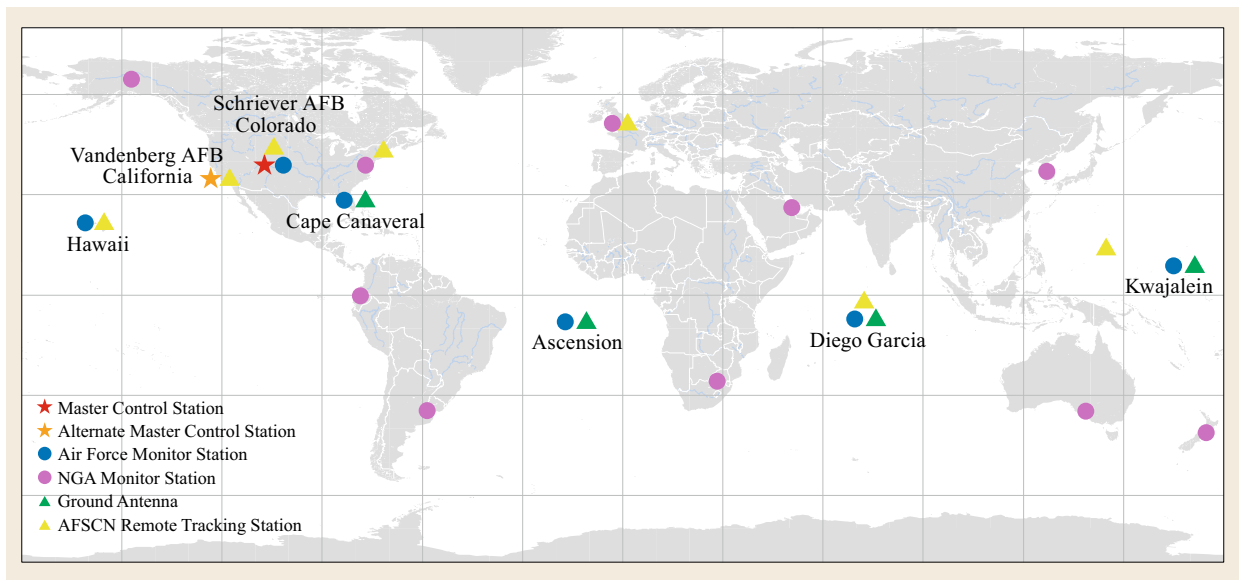 Schriever AFB
Colorado
Vandenberg AFB
California
Cape Canaveral
Hawaii
Kwajalein
Ascension
Diego Garcia
Master Control Station
Alternate Master Control Station
Air Force Monitor Station
NGA Monitor Station
Ground Antenna
AFSCN Remote Tracking Station